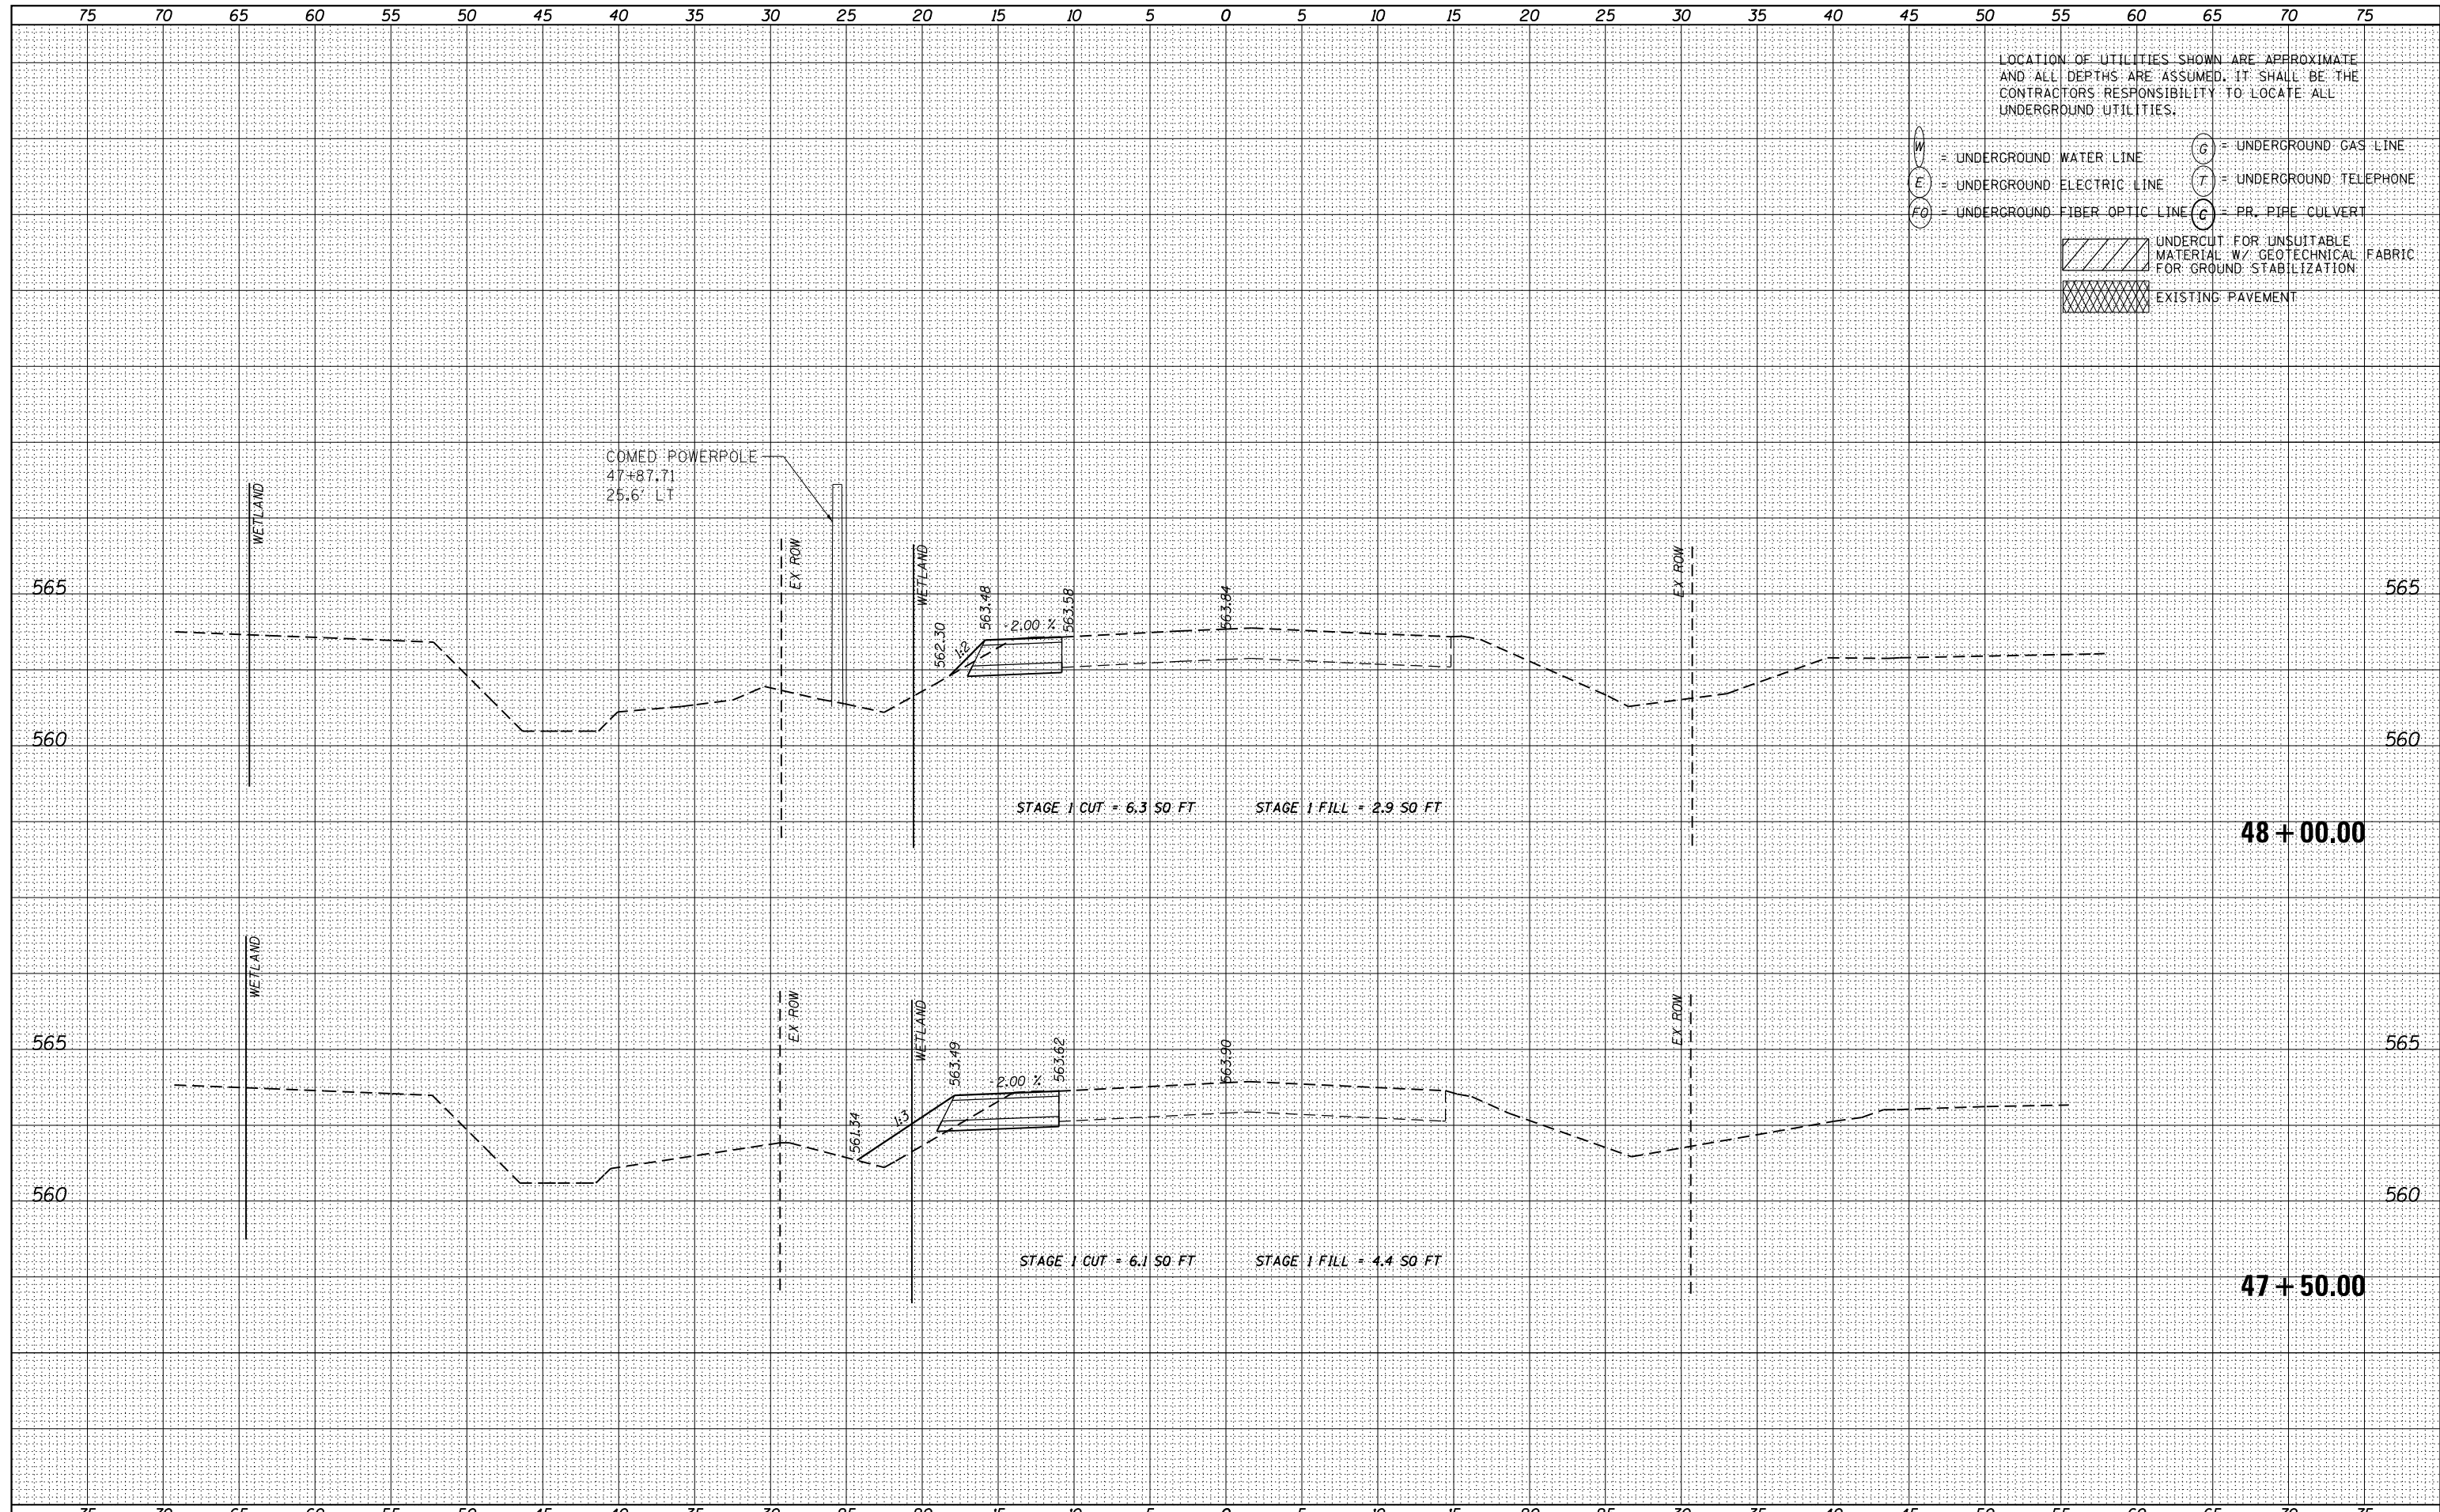 75 70 65 60 55 50 45 40 35 30 25 20 15 10 5 0 5 10 15 20 25 30 35 40 45 50 55 60 65 70 75
LOCATION OF UTILITIES SHOWN ARE APPROXIMATE
AND ALL DEPTHS ARE ASSUMED. IT SHALL BE THE
CONTRACTORS RESPONSIBILITY TO LOCATE ALL
UNDERGROUND UTILITIES.
W = UNDERGROUND WATER LINE
G = UNDERGROUND GAS LINE
E = UNDERGROUND ELECTRIC LINE
T = UNDERGROUND TELEPHONE
FO = UNDERGROUND FIBER OPTIC LINE
C = PR. PIPE CULVERT
UNDERCUT FOR UNSUITABLE
MATERIAL W/ GEOTECHNICAL FABRIC
FOR GROUND STABILIZATION
EXISTING PAVEMENT
COMED POWERPOLE
47+87.71
25.6' LT
WETLAND
EX ROW
WETLAND
EX ROW
565
565
562.30
563.48
563.58
563.84
1:2
-2.00 %
560
560
STAGE 1 CUT = 6.3 SQ FT
STAGE 1 FILL = 2.9 SQ FT
48+00.00
WETLAND
EX ROW
WETLAND
EX ROW
565
565
561.34
563.49
563.62
563.90
1:3
-2.00 %
560
560
STAGE 1 CUT = 6.1 SQ FT
STAGE 1 FILL = 4.4 SQ FT
47+50.00